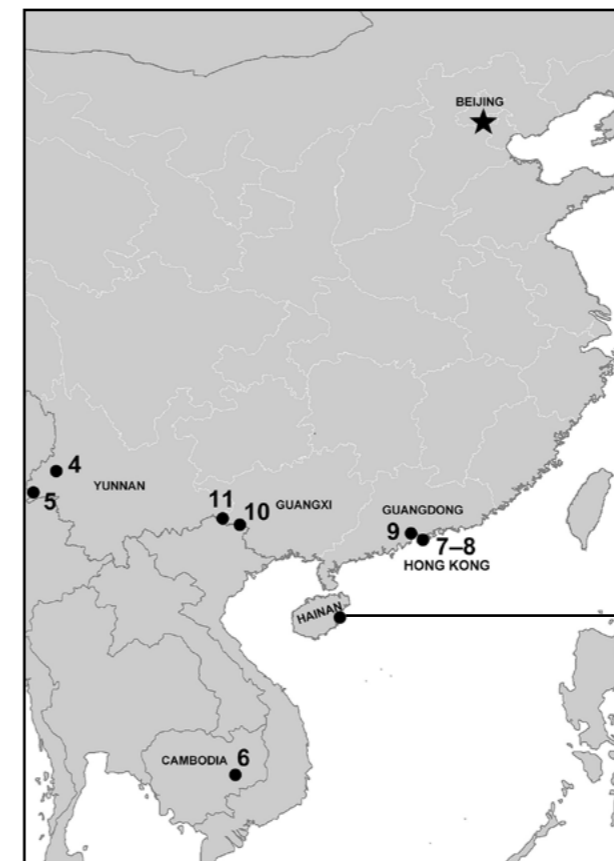 BEIJING
4
YUNNAN
5
11
10
GUANGXI
GUANGDONG
9
7–8
HONG KONG
HAINAN
CAMBODIA 6